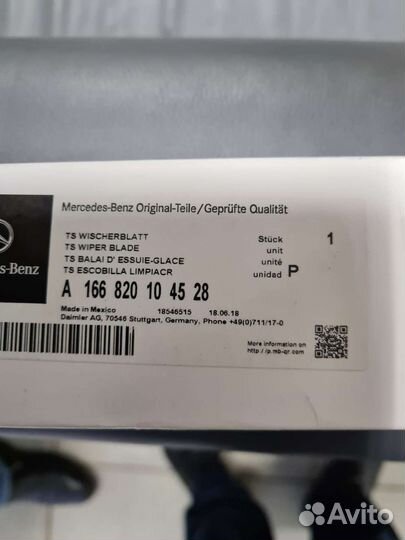 Mercedes-Benz Original-Teile/Geprüfte Qualität
s-Benz
TS WISCHERBLATT
TS WIPER BLADE
TS BALAI D' ESSUIE-GLACE
TS ESCOBILLA LIMPIACR
Stück 1
unit
unité
unidad P
A 166 820 10 45 28
Made in Mexico 18546515 18.06.18
Daimler AG, 70546 Stuttgart, Germany, Phone +49(0)711/17-0
More information on
http://p.mb-qr.com
Avito